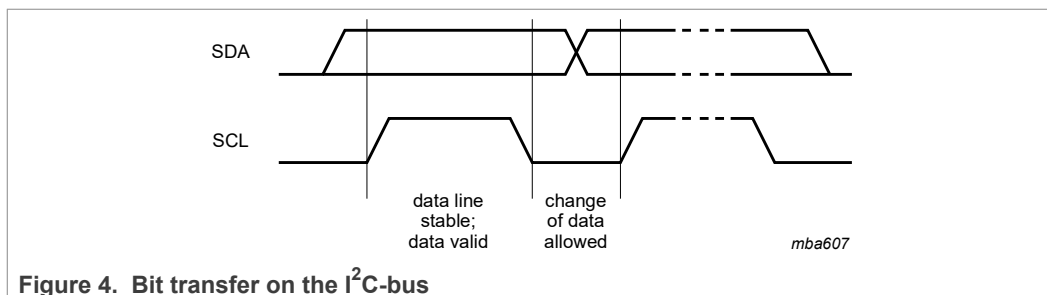 SDA
SCL
data line
stable;
data valid
change
of data
allowed
mba607
Figure 4. Bit transfer on the I²C-bus